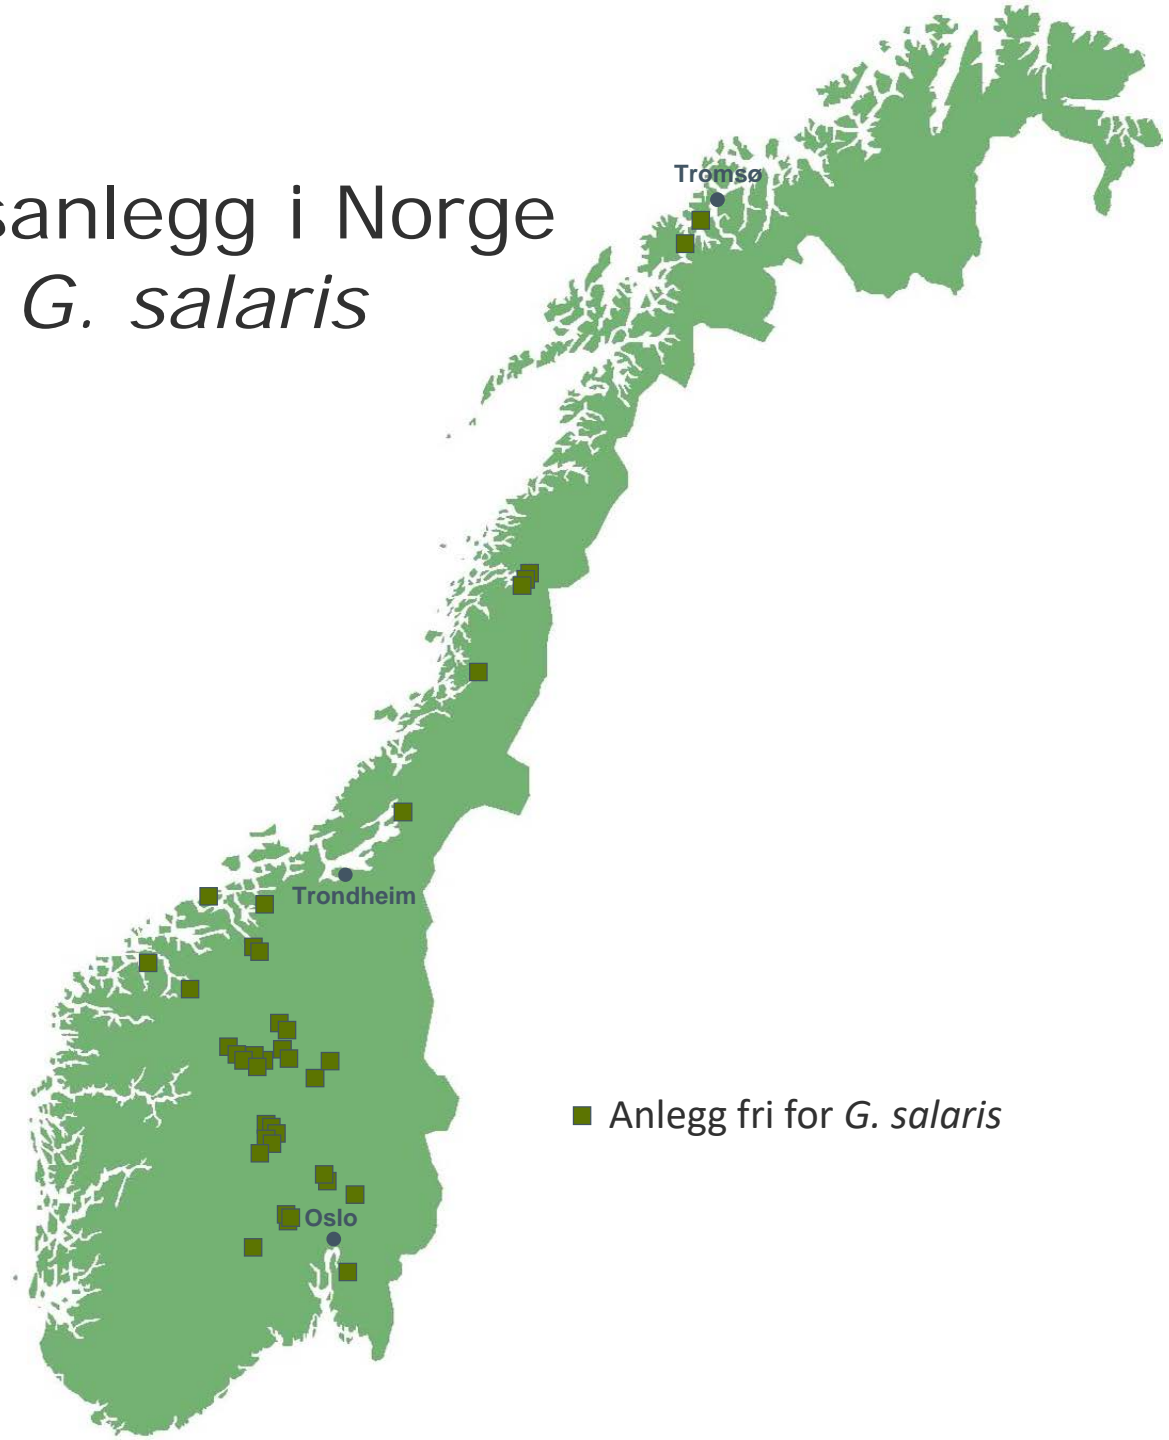 sanlegg i Norge
G. salaris
Tromsø
Trondheim
Anlegg fri for G. salaris
Oslo